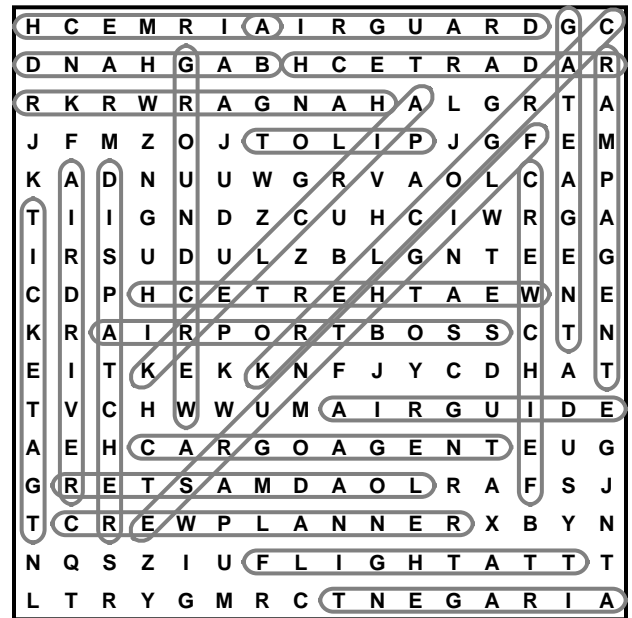 H C E M R I A I R G U A R D G C
D N A H G A B H C E T R A D A R
R K R W R A G N A H A L G R T A
J F M Z O J T O L I P J G F E M
K A D N U U W G R V A O L C A P
T I I G N D Z C U H C I W R G A
I R S U D U L Z B L G N T E E G
C D P H C E T R E H T A E W N E
K R A I R P O R T B O S S C T N
E I T K E K K N F J Y C D H A T
T V C H W W U M A I R G U I D E
A E H C A R G O A G E N T E U G
G R E T S A M D A O L R A F S J
T C R E W P L A N N E R X B Y N
N Q S Z I U F L I G H T A T T T
L T R Y G M R C T N E G A R I A